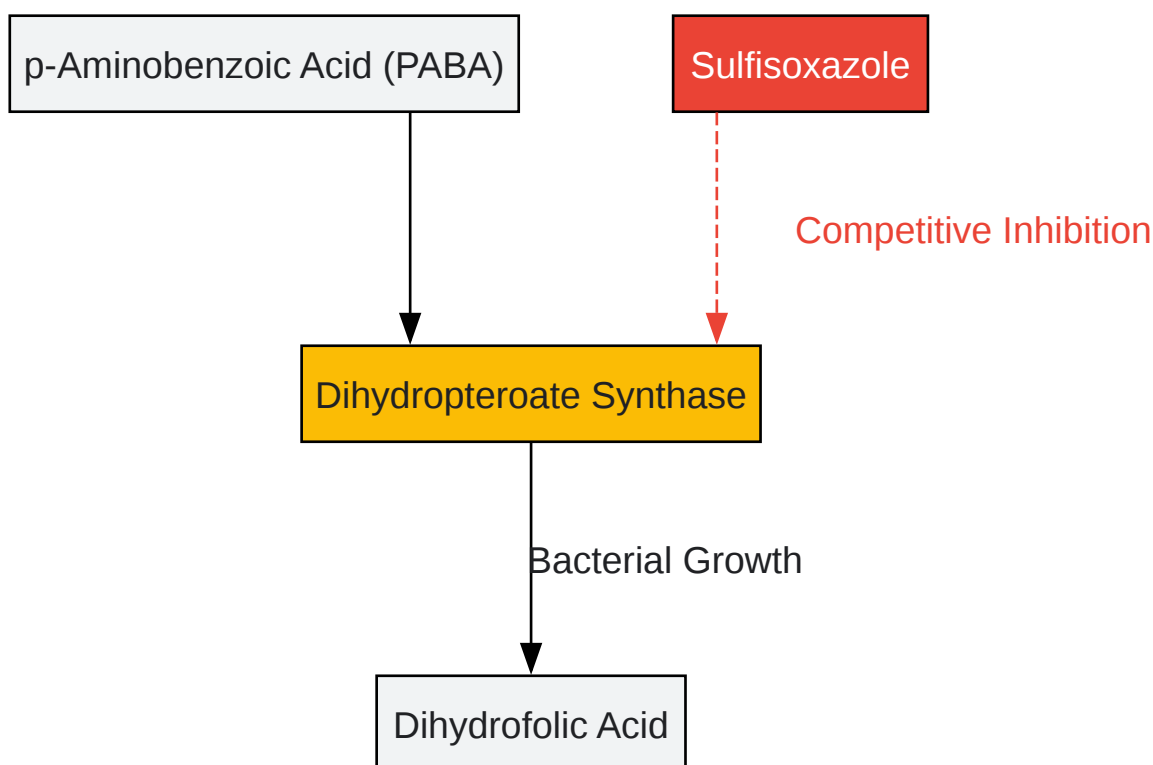 p-Aminobenzoic Acid (PABA)
Sulfisoxazole
Competitive Inhibition
Dihydropteroate Synthase
Bacterial Growth
Dihydrofolic Acid